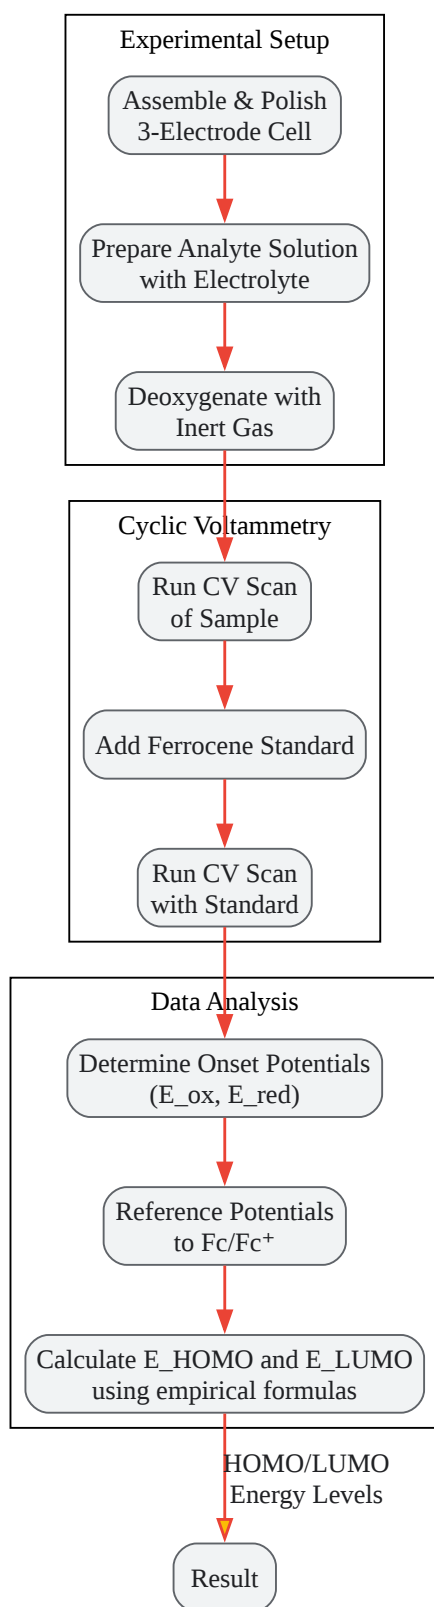 Experimental Setup
Assemble & Polish
3-Electrode Cell
Prepare Analyte Solution
with Electrolyte
Deoxygenate with
Inert Gas
Cyclic Voltammetry
Run CV Scan
of Sample
Add Ferrocene Standard
Run CV Scan
with Standard
Data Analysis
Determine Onset Potentials
(E_ox, E_red)
Reference Potentials
to Fc/Fc⁺
Calculate E_HOMO and E_LUMO
using empirical formulas
HOMO/LUMO
Energy Levels
Result